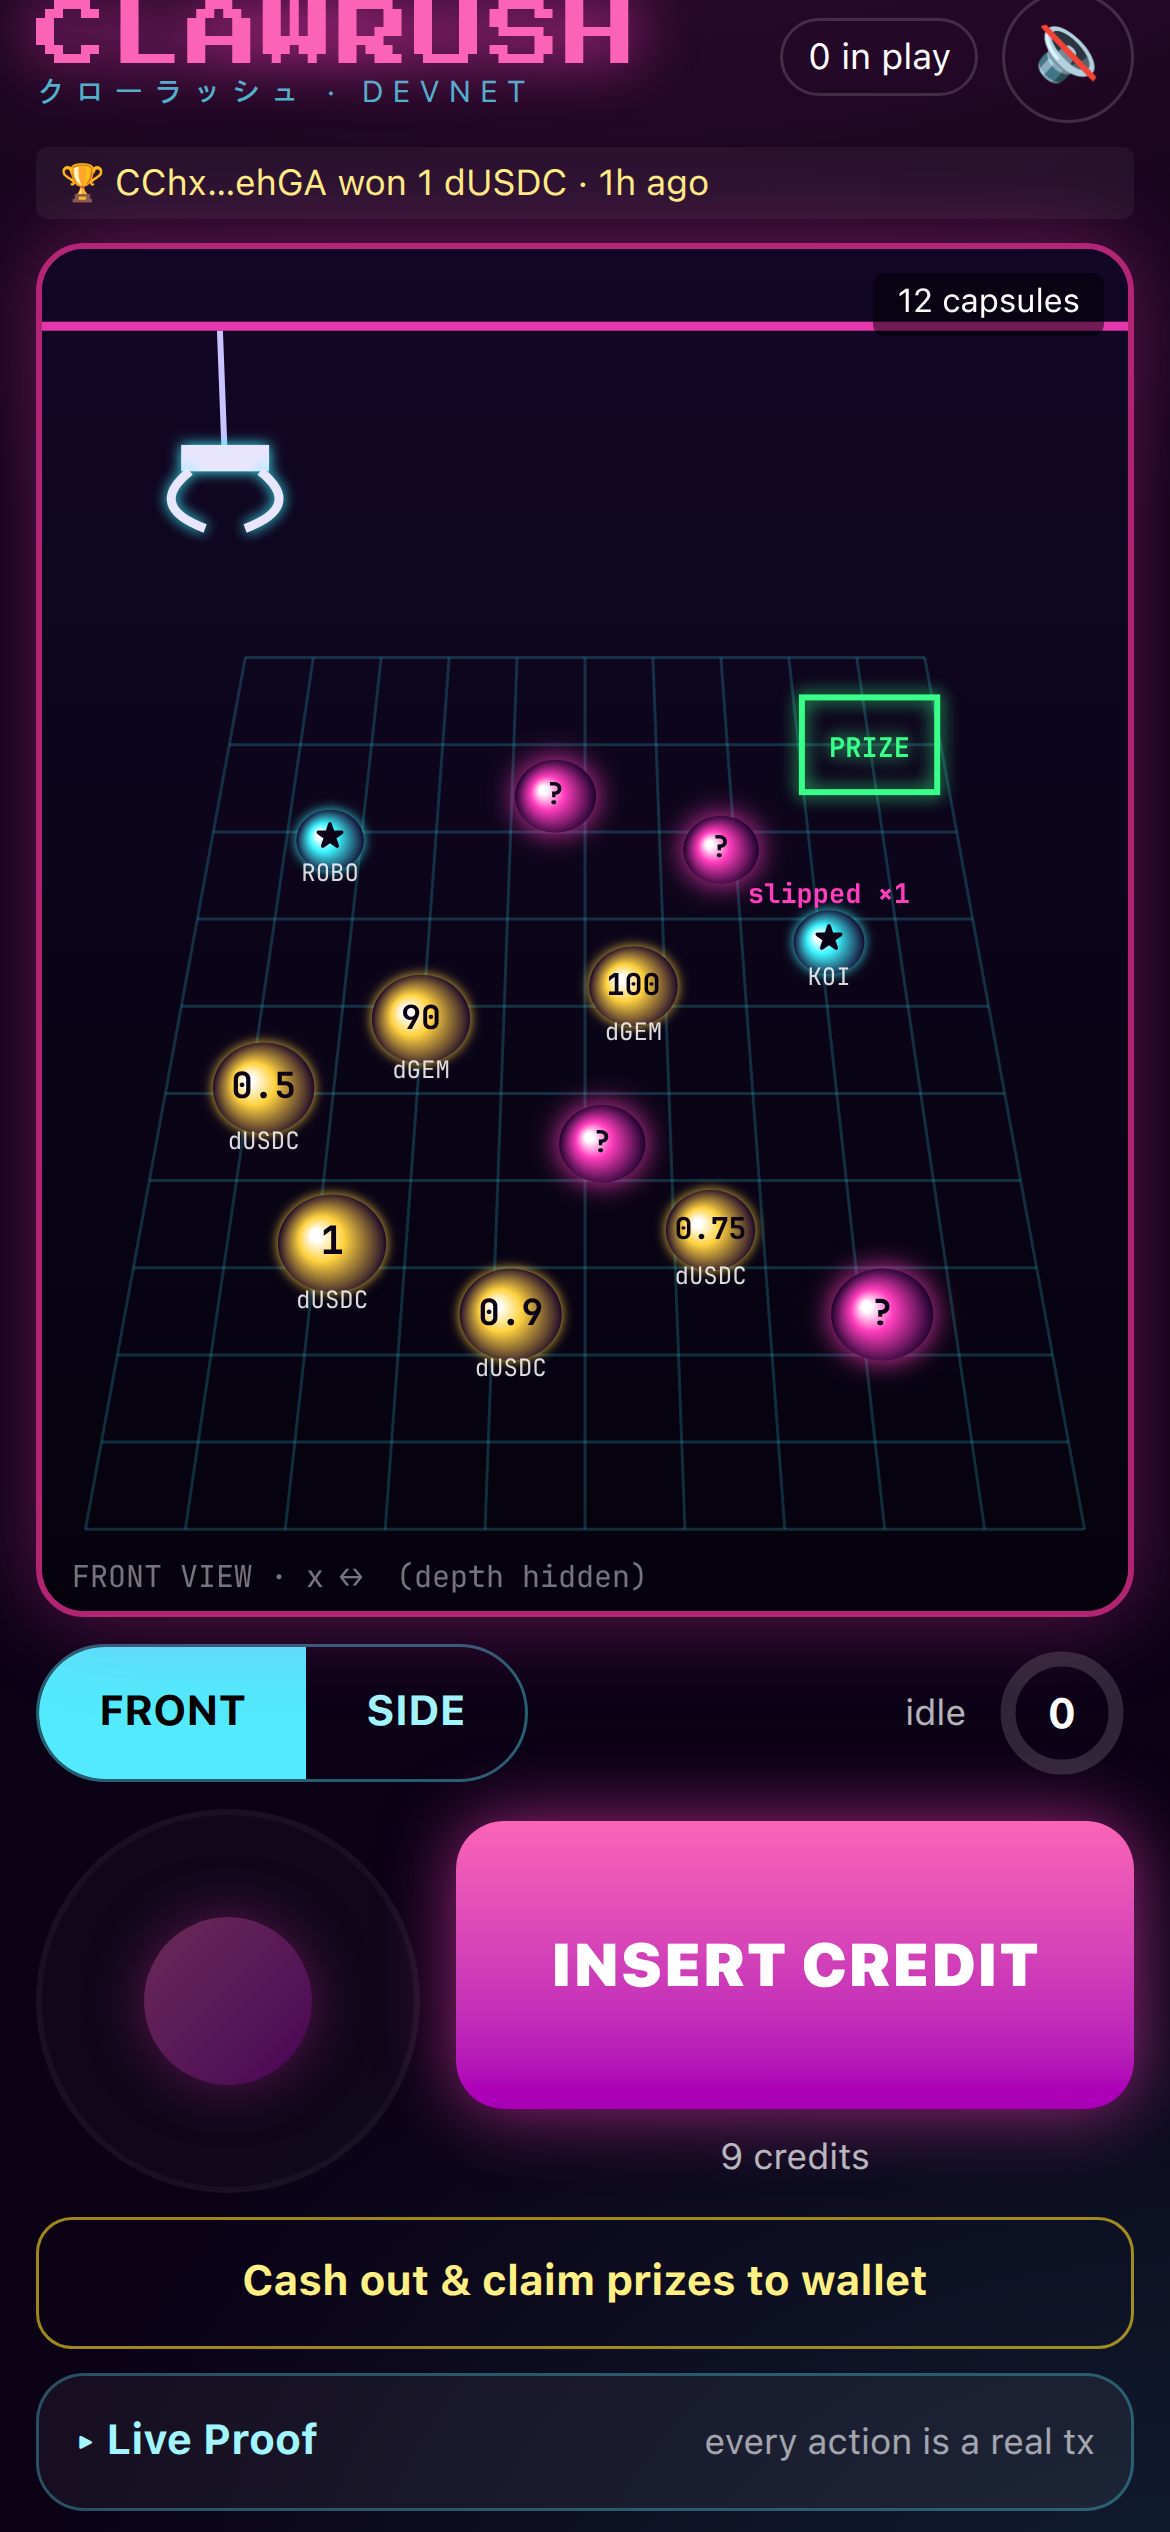 CLAWRUSH
クローラッシュ · DEVNET
0 in play
🏆 CChx...ehGA won 1 dUSDC · 1h ago
12 capsules
PRIZE
?
★
ROBO
?
slipped ×1
★
KOI
100
dGEM
90
dGEM
0.5
dUSDC
?
0.75
dUSDC
1
dUSDC
0.9
dUSDC
?
FRONT VIEW · x ↔ (depth hidden)
FRONT
SIDE
idle
0
INSERT CREDIT
9 credits
Cash out & claim prizes to wallet
▸ Live Proof
every action is a real tx